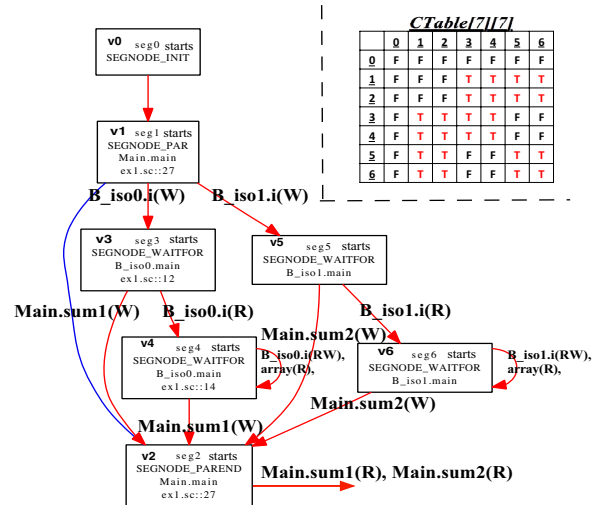 v0 seg0 starts
SEGNODE_INIT
CTable[7][7]
0 1 2 3 4 5 6
0 F F F F F F F
1 F F F T T T T
2 F F F T T T T
3 F T T T T F F
4 F T T T T F F
5 F T T F F T T
6 F T T F F T T
v1 seg1 starts
SEGNODE_PAR
Main.main
ex1.sc::27
B_iso0.i(W)
B_iso1.i(W)
v3 seg3 starts
SEGNODE_WAITFOR
B_iso0.main
ex1.sc::12
v5 seg5 starts
SEGNODE_WAITFOR
B_iso1.main
Main.sum1(W)
B_iso0.i(R)
B_iso1.i(R)
Main.sum2(W)
v4 seg4 starts
SEGNODE_WAITFOR
B_iso0.main
ex1.sc::14
B_iso0.i(RW),
array(R),
v6 seg6 starts
SEGNODE_WAITFOR
B_iso1.main
B_iso1.i(RW),
array(R),
Main.sum2(W)
Main.sum1(W)
v2 seg2 starts
SEGNODE_PAREND
Main.main
ex1.sc::27
Main.sum1(R), Main.sum2(R)